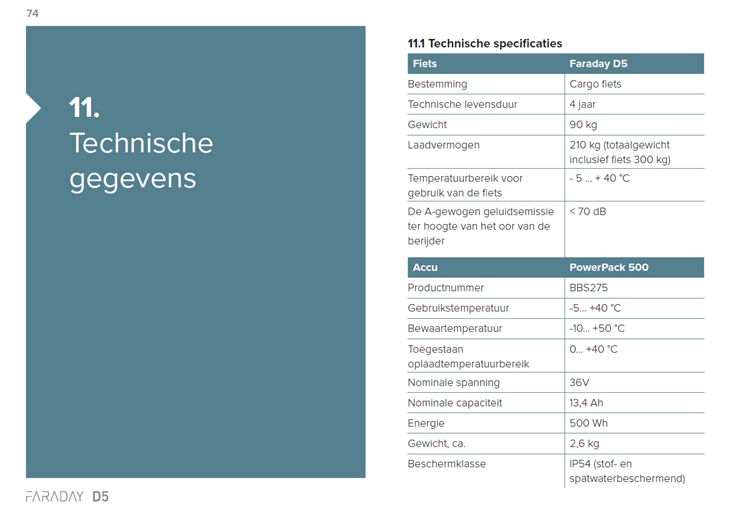 74
11.
Technische
gegevens
11.1 Technische specificaties
Fiets Faraday D5
Bestemming Cargo fiets
Technische levensduur 4 jaar
Gewicht 90 kg
Laadvermogen 210 kg (totaalgewicht
inclusief fiets 300 kg)
Temperatuurbereik voor - 5 ... + 40 °C
gebruik van de fiets
De A-gewogen geluidsemissie < 70 dB
ter hoogte van het oor van de
berijder
Accu PowerPack 500
Productnummer BBS275
Gebruikstemperatuur -5... +40 °C
Bewaartemperatuur -10... +50 °C
Toegestaan 0... +40 °C
oplaadtemperatuurbereik
Nominale spanning 36V
Nominale capaciteit 13,4 Ah
Energie 500 Wh
Gewicht, ca. 2,6 kg
Beschermklasse IP54 (stof- en
spatwaterbeschermend)
FARADAY D5